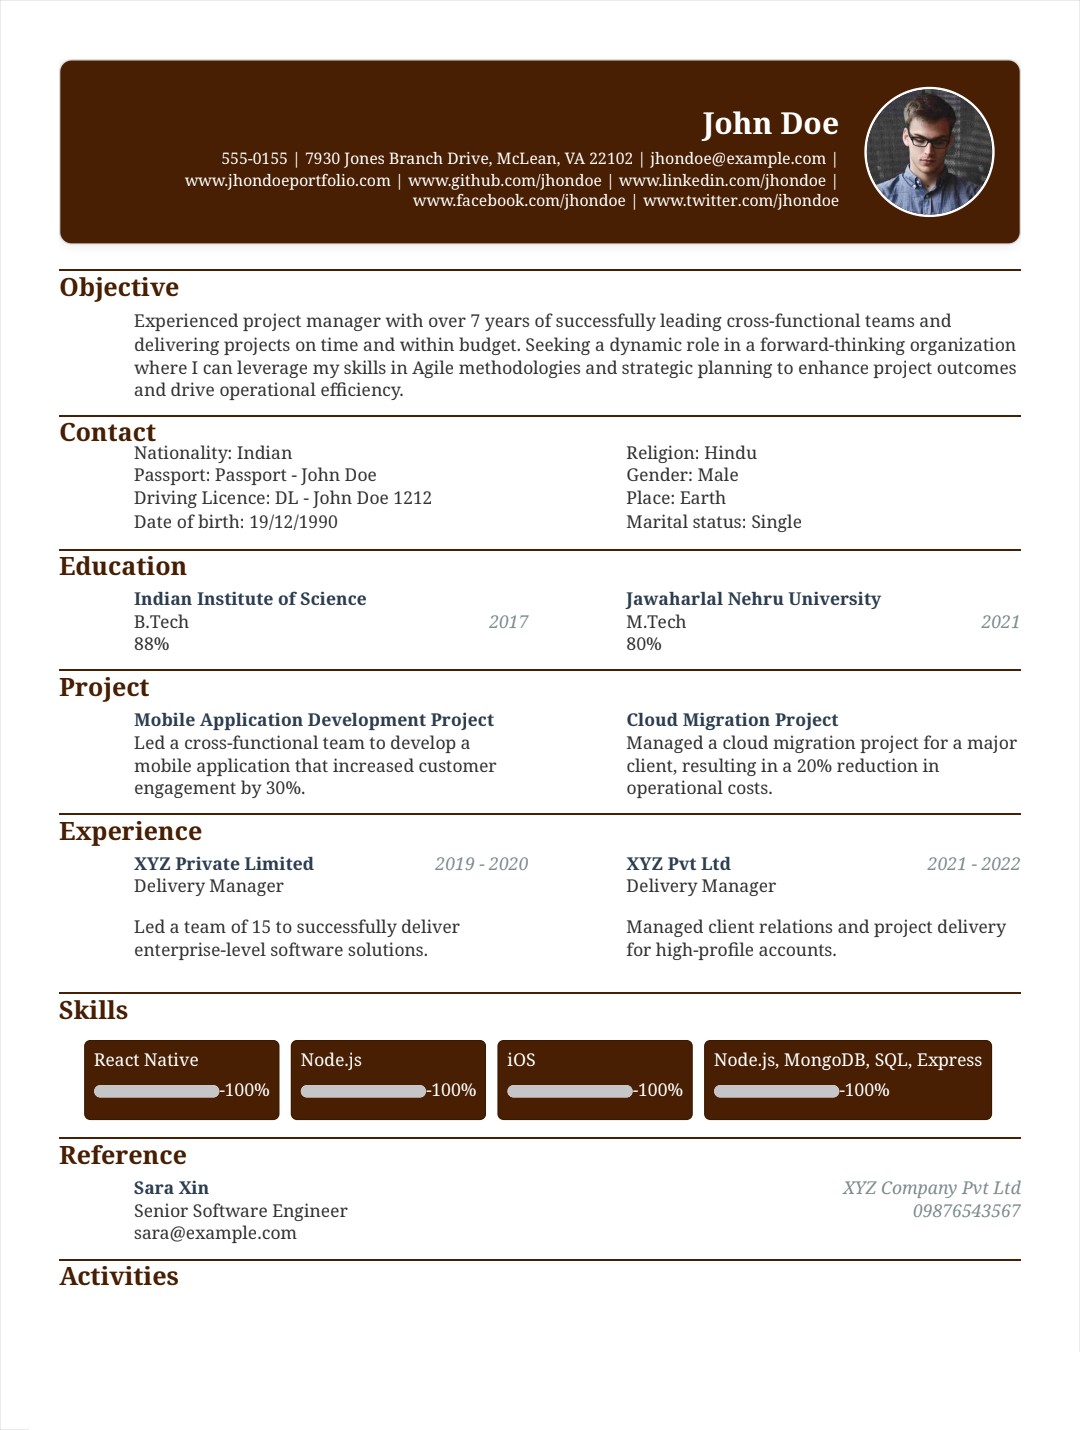 John Doe
555-0155 | 7930 Jones Branch Drive, McLean, VA 22102 | jhondoe@example.com |
www.jhondoeportfolio.com | www.github.com/jhondoe | www.linkedin.com/jhondoe |
www.facebook.com/jhondoe | www.twitter.com/jhondoe
Objective
Experienced project manager with over 7 years of successfully leading cross-functional teams and
delivering projects on time and within budget. Seeking a dynamic role in a forward-thinking organization
where I can leverage my skills in Agile methodologies and strategic planning to enhance project outcomes
and drive operational efficiency.
Contact
Nationality: Indian
Passport: Passport - John Doe
Driving Licence: DL - John Doe 1212
Date of birth: 19/12/1990
Religion: Hindu
Gender: Male
Place: Earth
Marital status: Single
Education
Indian Institute of Science
B.Tech 2017
88%
Jawaharlal Nehru University
M.Tech 2021
80%
Project
Mobile Application Development Project
Led a cross-functional team to develop a
mobile application that increased customer
engagement by 30%.
Cloud Migration Project
Managed a cloud migration project for a major
client, resulting in a 20% reduction in
operational costs.
Experience
XYZ Private Limited 2019 - 2020
Delivery Manager
Led a team of 15 to successfully deliver
enterprise-level software solutions.
XYZ Pvt Ltd 2021 - 2022
Delivery Manager
Managed client relations and project delivery
for high-profile accounts.
Skills
React Native
-100%
Node.js
-100%
iOS
-100%
Node.js, MongoDB, SQL, Express
-100%
Reference
Sara Xin XYZ Company Pvt Ltd
Senior Software Engineer 09876543567
sara@example.com
Activities